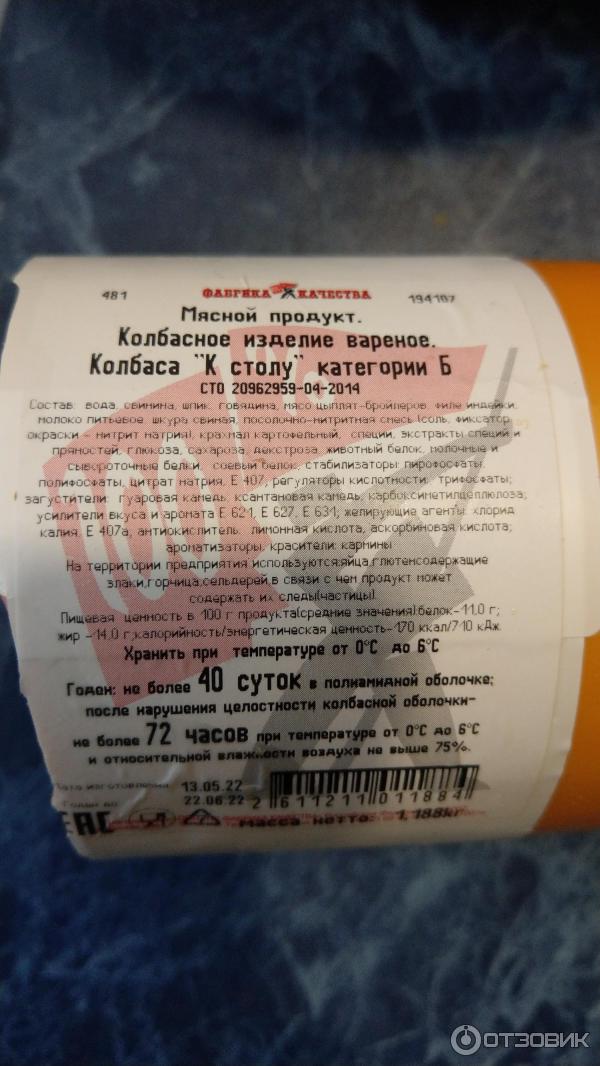 481 ФАБРИКА КАЧЕСТВА 194107
Мясной продукт.
Колбасное изделие вареное.
Колбаса "К столу" категории Б
СТО 20962959-04-2014
Состав: вода, свинина, шпик, говядина, мясо цыплят-бройлеров, филе индейки,
молоко питьевое, шкура свиная, посолочно-нитритная смесь (соль, фиксатор
окраски - нитрит натрия), крахмал картофельный, специи, экстракты специй и
пряностей, глюкоза, сахароза, декстроза, животный белок, молочные и
сывороточные белки, соевый белок, стабилизаторы: пирофосфаты,
полифосфаты, цитрат натрия, Е 407, регуляторы кислотности: трифосфаты;
загустители: гуаровая камедь, ксантановая камедь, карбоксиметилцеллюлоза;
усилители вкуса и аромата Е 621, Е 627, Е 631; желирующие агенты: хлорид
калия, Е 407а, антиокислитель: лимонная кислота, аскорбиновая кислота;
ароматизаторы, краситель: кармины
На территории предприятия используются:яйца,глютенсодержащие
злаки,горчица,сельдерей,в связи с чем продукт может
содержать их следы(частицы).
Пищевая ценность в 100 г продукта(средние значения):белок-11.0 г;
жир -14.0 г;калорийность/энергетическая ценность-170 ккал/710 кДж.
Хранить при температуре от 0°С до 6°С
Годен: не более 40 суток в полиамидной оболочке;
после нарушения целостности колбасной оболочки-
не более 72 часов при температуре от 0°С до 6°С
и относительной влажности воздуха не выше 75%.
Дата изготовления 13.05.22
Годен до 22.06.22
2 611211 011884
ЕАС Масса нетто: 1,188кг
ОТЗОВИК